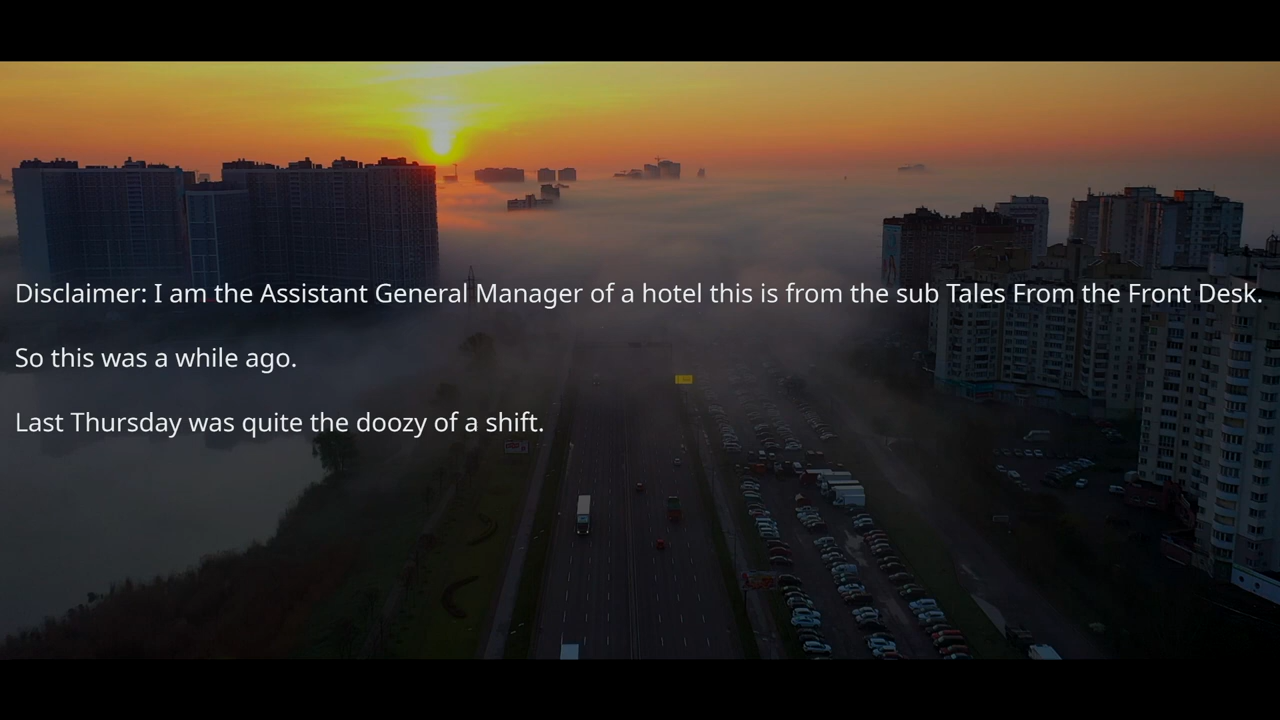 Disclaimer: I am the Assistant General Manager of a hotel this is from the sub Tales From the Front Desk.
So this was a while ago.
Last Thursday was quite the doozy of a shift.